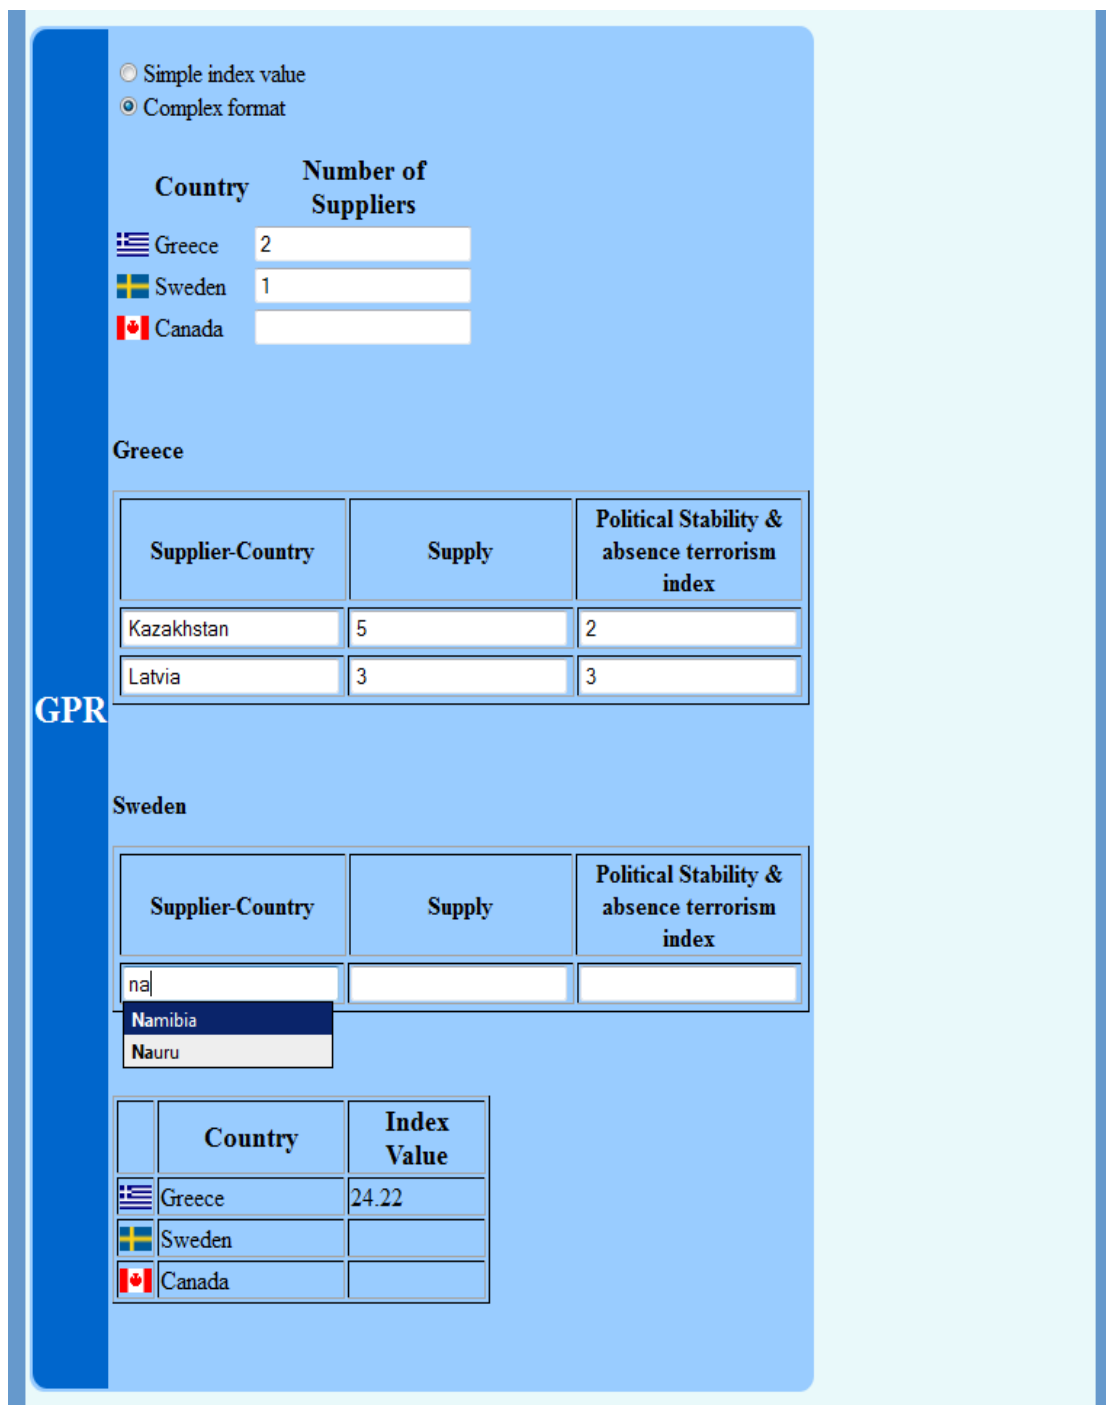 Simple index value
Complex format
Country
Number of
Suppliers
Greece 2
Sweden 1
Canada
Greece
Supplier-Country
Supply
Political Stability &
absence terrorism
index
Kazakhstan 5 2
Latvia 3 3
GPR
Sweden
Supplier-Country
Supply
Political Stability &
absence terrorism
index
na
Namibia
Nauru
Country
Index
Value
Greece 24.22
Sweden
Canada